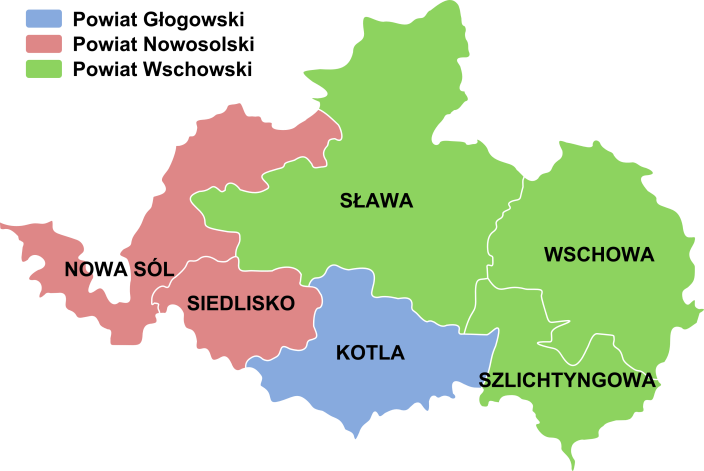 Powiat Głogowski
Powiat Nowosolski
Powiat Wschowski
SŁAWA
WSCHOWA
NOWA SÓL
SIEDLISKO
KOTLA
SZLICHTYNGOWA